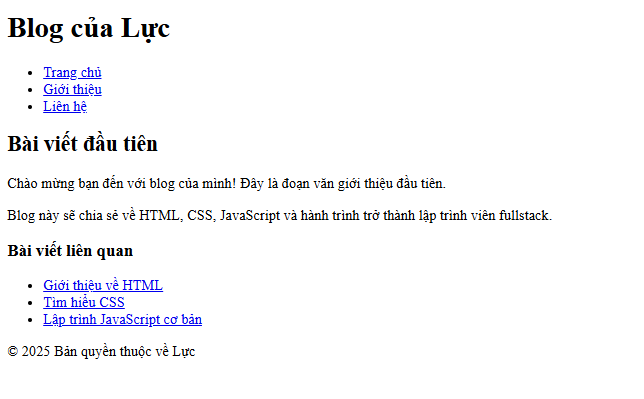 Blog của Lực
Trang chủ
Giới thiệu
Liên hệ
Bài viết đầu tiên
Chào mừng bạn đến với blog của mình! Đây là đoạn văn giới thiệu đầu tiên.
Blog này sẽ chia sẻ về HTML, CSS, JavaScript và hành trình trở thành lập trình viên fullstack.
Bài viết liên quan
Giới thiệu về HTML
Tìm hiểu CSS
Lập trình JavaScript cơ bản
© 2025 Bản quyền thuộc về Lực